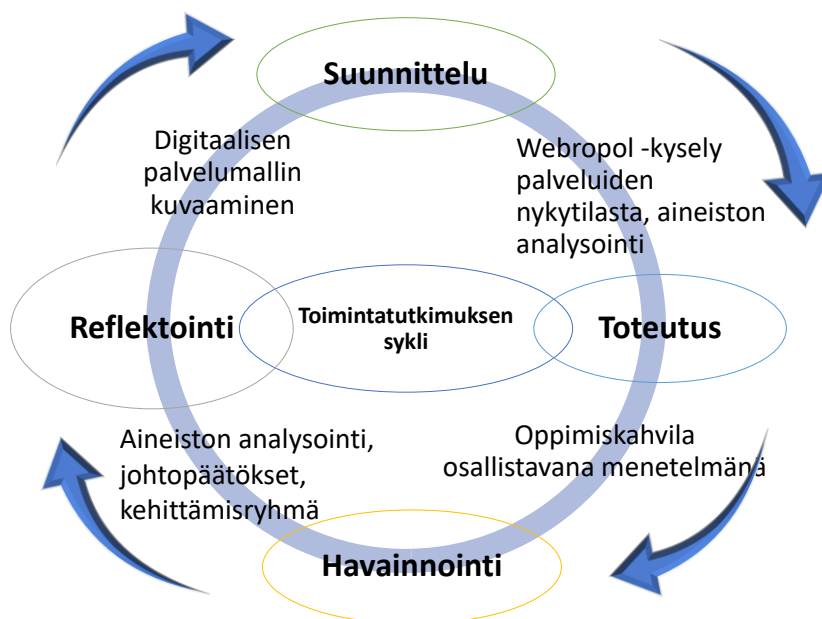 Suunnittelu
Digitaalisen
palvelumallin
kuvaaminen
Webropol -kysely
palveluiden
nykytilasta, aineiston
analysointi
Reflektointi
Toimintatutkimuksen
sykli
Toteutus
Aineiston analysointi,
johtopäätökset,
kehittämisryhmä
Oppimiskahvila
osallistavana menetelmänä
Havainnointi